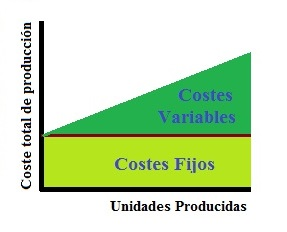 Coste total de producción
Costes
Variables
Costes Fijos
Unidades Producidas